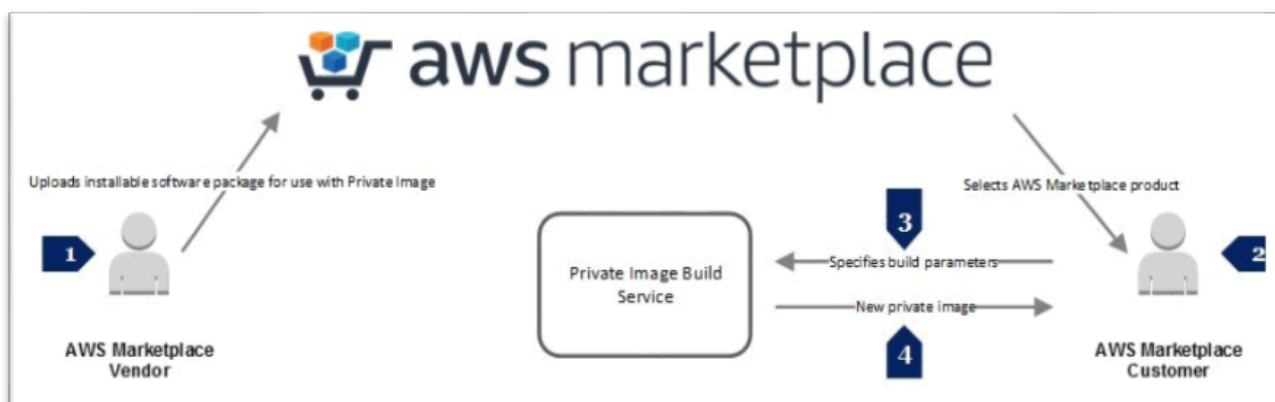 aws marketplace
Uploads installable software package for use with Private Image
Selects AWS Marketplace product
1
3
2
Specifies build parameters
Private Image Build
Service
New private image
4
AWS Marketplace
Vendor
AWS Marketplace
Customer